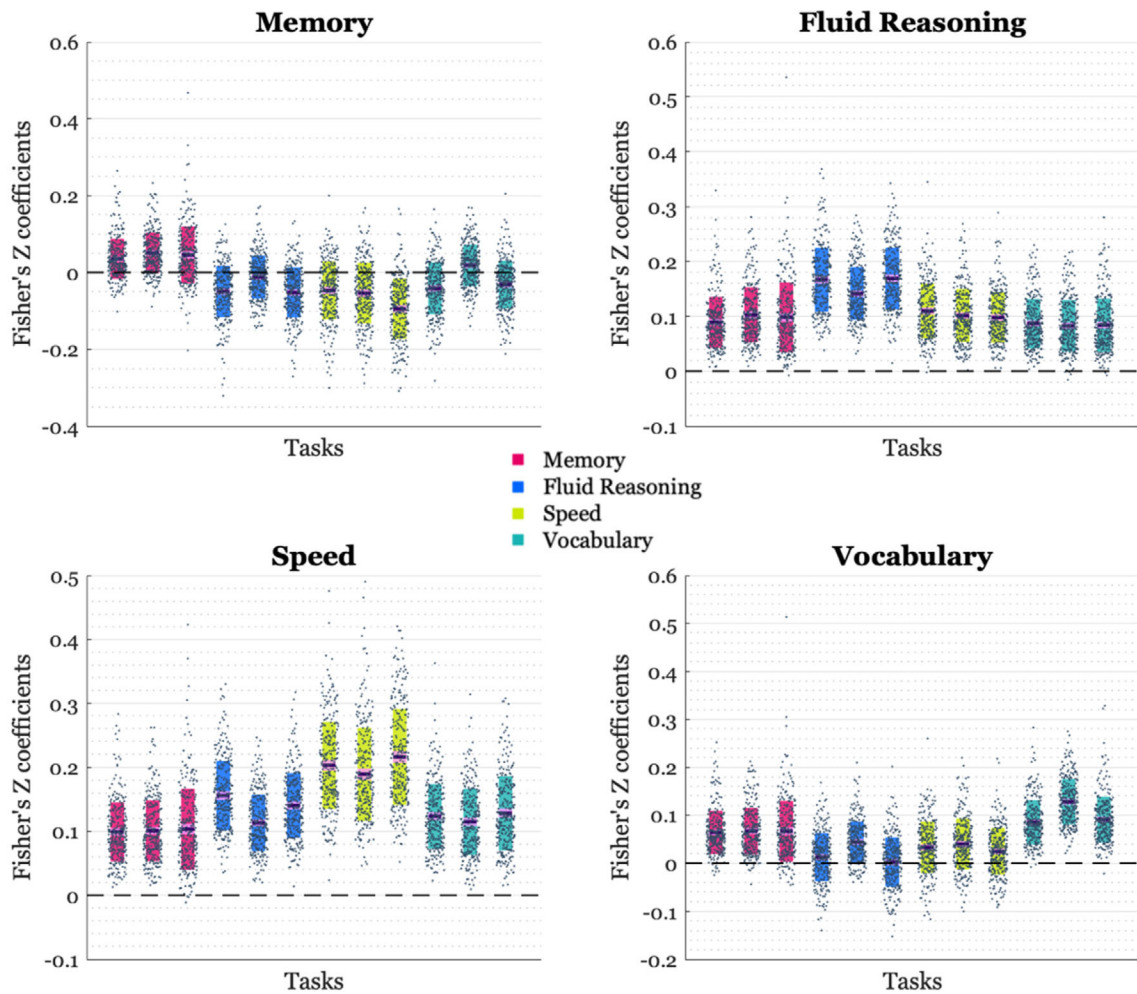 Memory
0.6
0.4
0.2
0
-0.2
-0.4
Fisher's Z coefficients
Tasks
Fluid Reasoning
0.6
0.5
0.4
0.3
0.2
0.1
0
-0.1
Fisher's Z coefficients
Tasks
Memory
Fluid Reasoning
Speed
Vocabulary
Speed
0.5
0.4
0.3
0.2
0.1
0
-0.1
Fisher's Z coefficients
Tasks
Vocabulary
0.6
0.5
0.4
0.3
0.2
0.1
0
-0.1
-0.2
Fisher's Z coefficients
Tasks